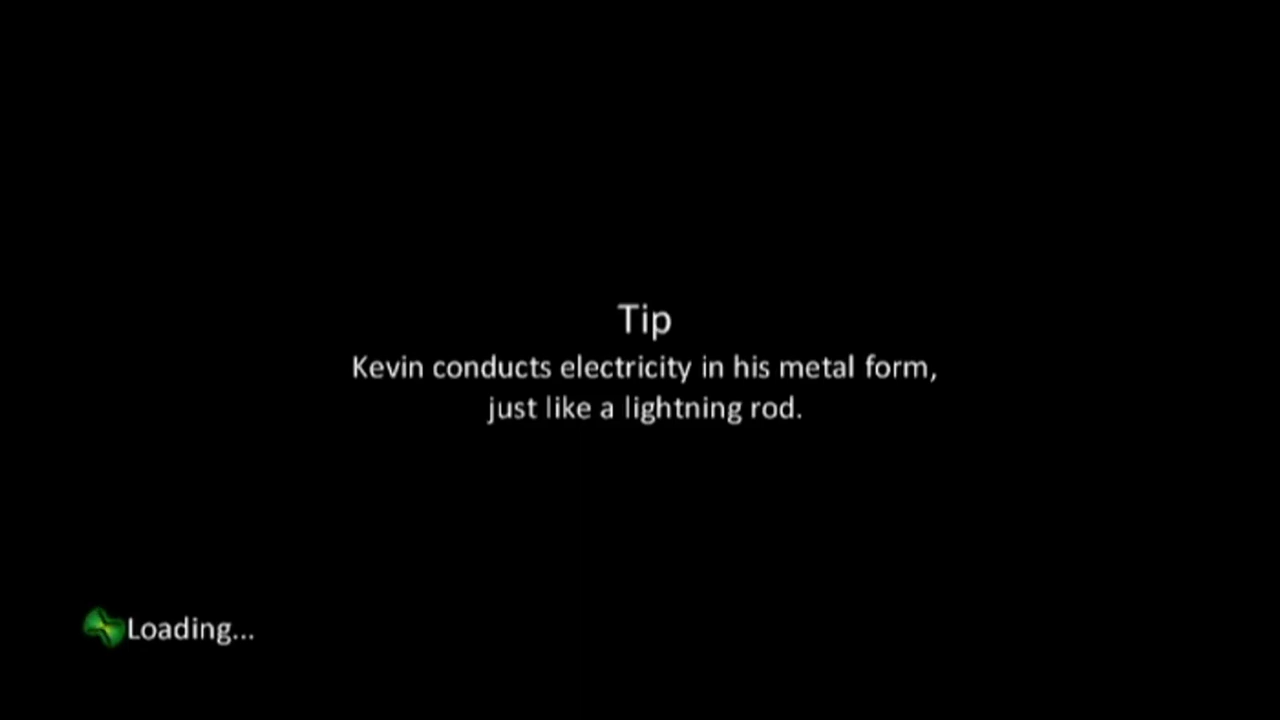 Tip
Kevin conducts electricity in his metal form,
just like a lightning rod.
Loading...